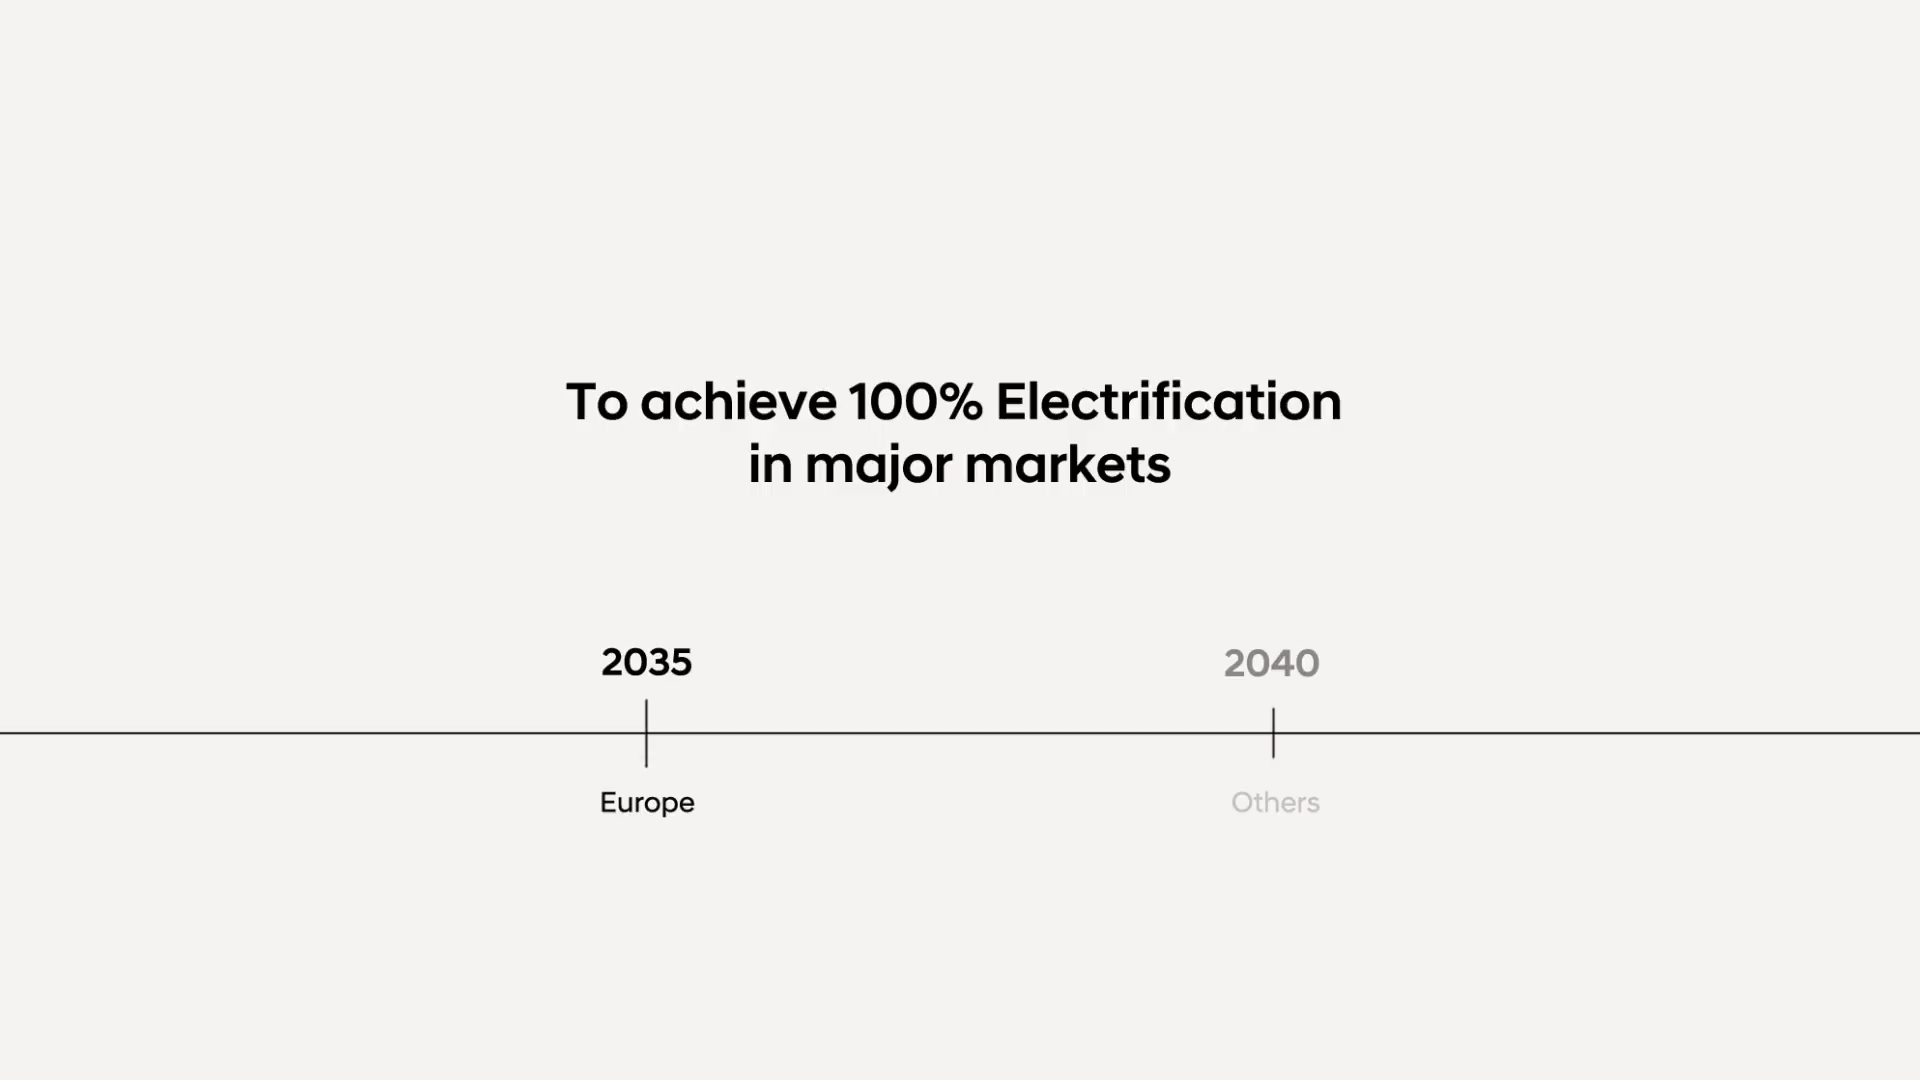 To achieve 100% Electrification
in major markets
2035
2040
Europe
Others